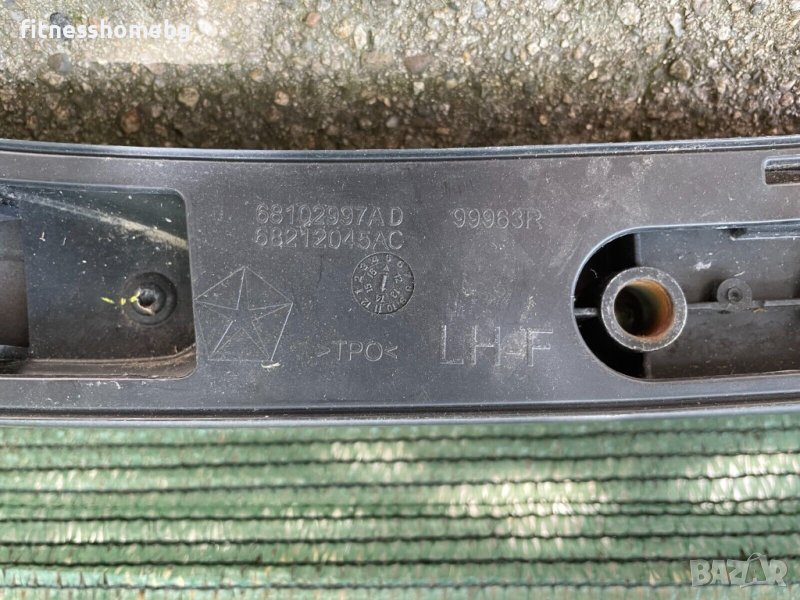 fitnesshomebg
68102997AD 99963R
68212045AC
>TPO<
LH-F
BAZAR